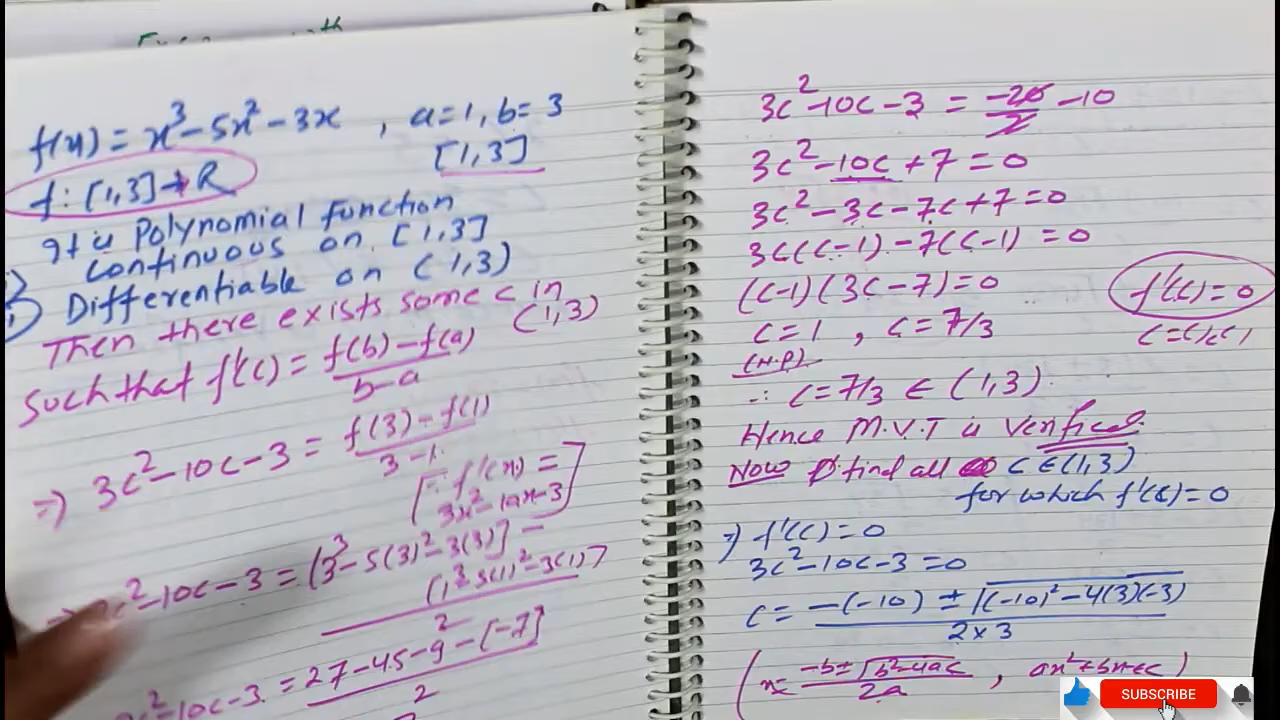 f(x) = x³ - 5x² - 3x , a=1, b= 3
[1,3]
f: [1,3] → R
It is Polynomial function
continuous on [1,3]
Differentiable on (1,3)
Then there exists some c in
(1,3)
Such that f'(c) = f(b) - f(a) / b-a
⇒ 3c² - 10c - 3 = f(3) - f(1) / 3-1
[∵ f'(x) =
3x² - 10x - 3]
c² - 10c - 3 = [3³ - 5(3)² - 3(3)] - (1³ - 5(1)² - 3(1)) / 2
c² - 10c - 3 = 27 - 45 - 9 - [-7] / 2
3c² - 10c - 3 = -20 / 2 - 10
3c² - 10c + 7 = 0
3c² - 3c - 7c + 7 = 0
3c(c-1) - 7(c-1) = 0
(c-1) (3c-7) = 0
c = 1 , c = 7/3
(N.P)
∴ c = 7/3 ∈ (1,3)
Hence M.V.T is verified.
f'(c) = 0
Now find all c ∈ (1,3)
for which f'(c) = 0
⇒ f'(c) = 0
3c² - 10c - 3 = 0
c = -(-10) ± √(-10)² - 4(3)(-3) / 2×3
(x = -b ± √b² - 4ac / 2a , ax² + bx + c)
SUBSCRIBE